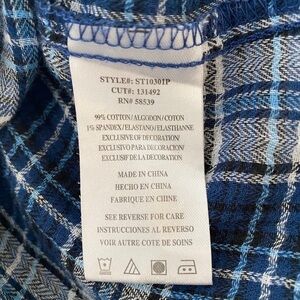 STYLE#: ST1030IP
CUT#: 131492
RN# 58539
99% COTTON/ALGODON/COTON
1% SPANDEX/ELASTANO/ELASTHANNE
EXCLUSIVE OF DECORATION
EXCLUSIVO PARA DECORACION/
EXCLUSIF DE LA DECORATION
MADE IN CHINA
HECHO EN CHINA
FABRIQUE EN CHINE
SEE REVERSE FOR CARE
INSTRUCCIONES AL REVERSO
VOIR AUTRE COTE DE SOINS